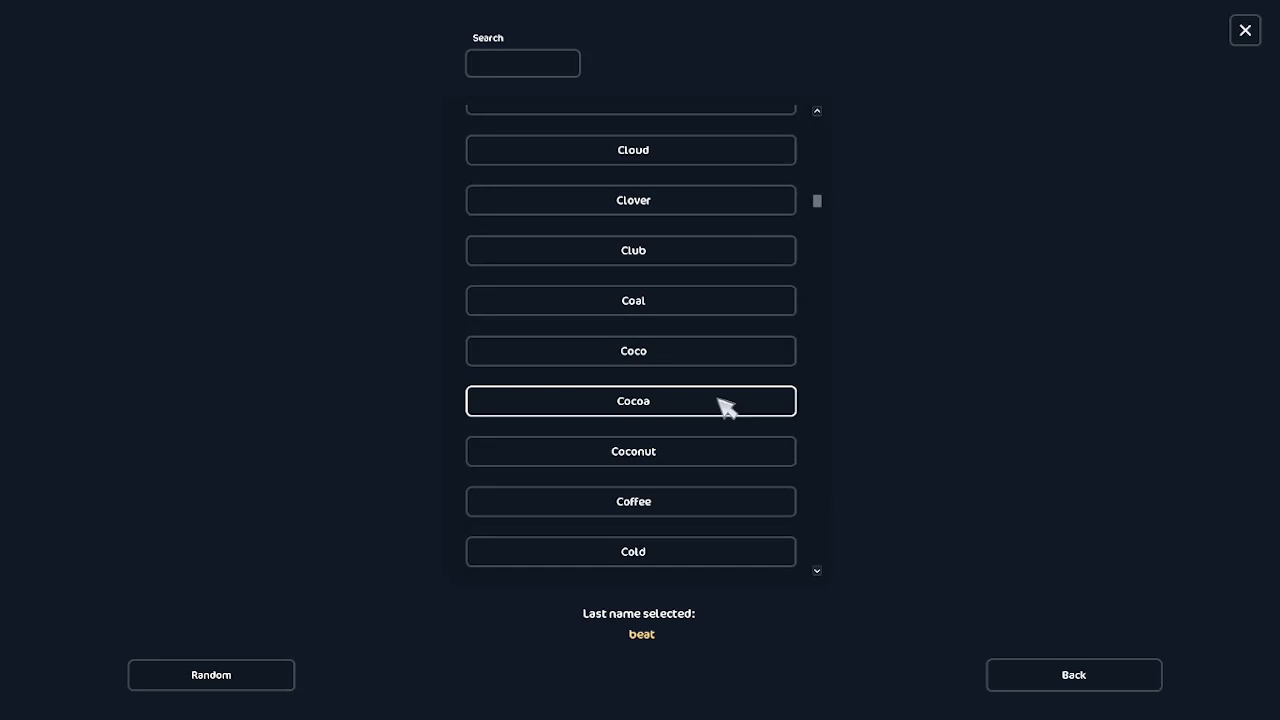 Search
Cloud
Clover
Club
Coal
Coco
Cocoa
Coconut
Coffee
Cold
Last name selected:
beat
Random
Back